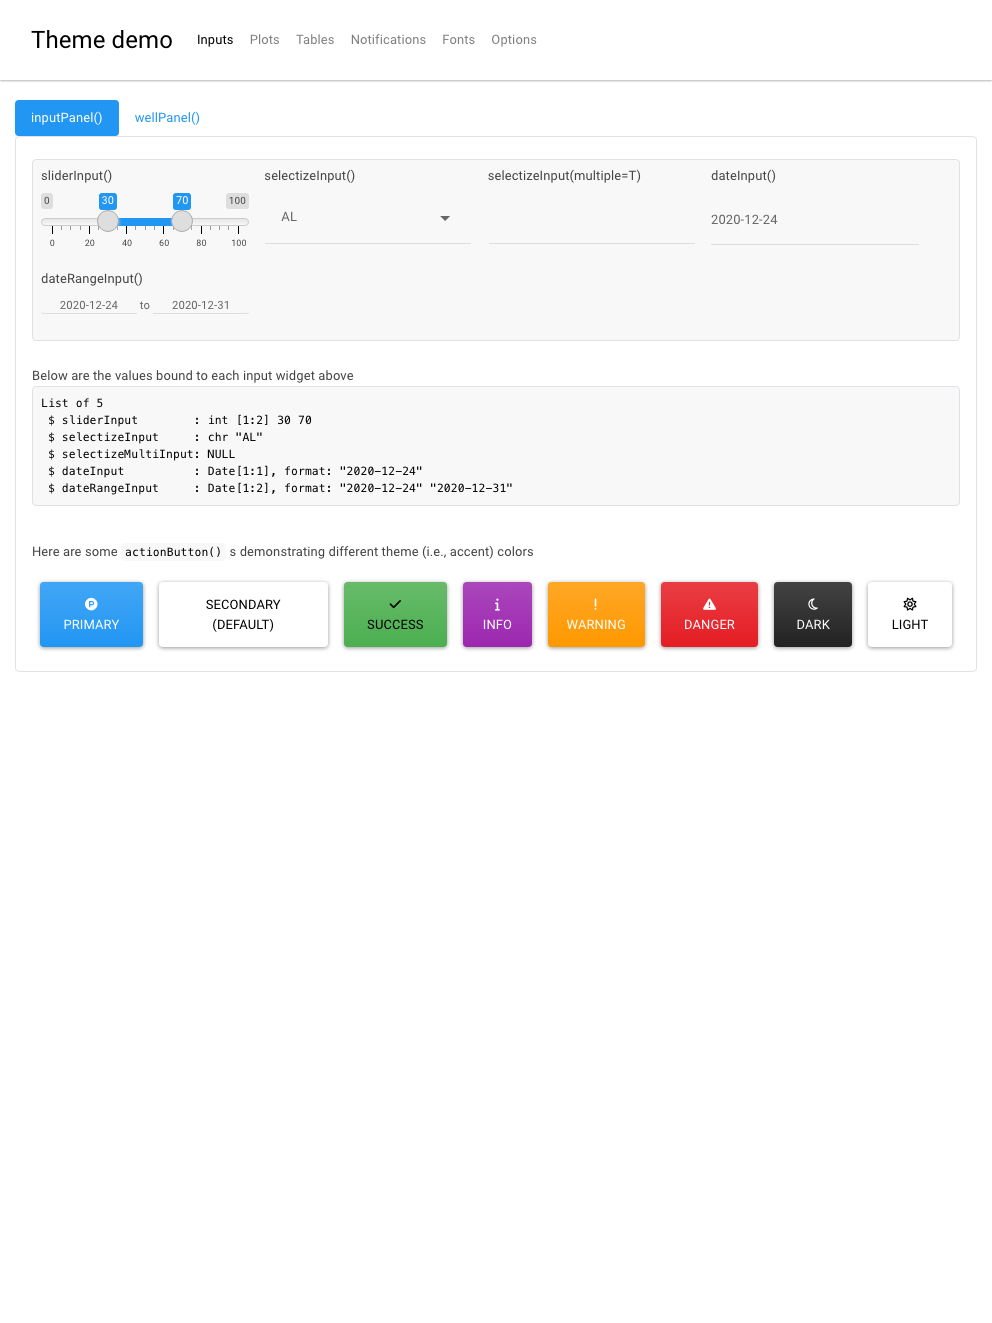 Theme demo Inputs Plots Tables Notifications Fonts Options
inputPanel() wellPanel()
sliderInput() selectizeInput() selectizeInput(multiple=T) dateInput()
0 30 70 100
AL
2020-12-24
0 20 40 60 80 100
dateRangeInput()
2020-12-24 to 2020-12-31
Below are the values bound to each input widget above
List of 5
 $ sliderInput        : int [1:2] 30 70
 $ selectizeInput     : chr "AL"
 $ selectizeMultiInput: NULL
 $ dateInput          : Date[1:1], format: "2020-12-24"
 $ dateRangeInput     : Date[1:2], format: "2020-12-24" "2020-12-31"
Here are some actionButton() s demonstrating different theme (i.e., accent) colors
PRIMARY
SECONDARY
(DEFAULT)
SUCCESS
INFO
WARNING
DANGER
DARK
LIGHT